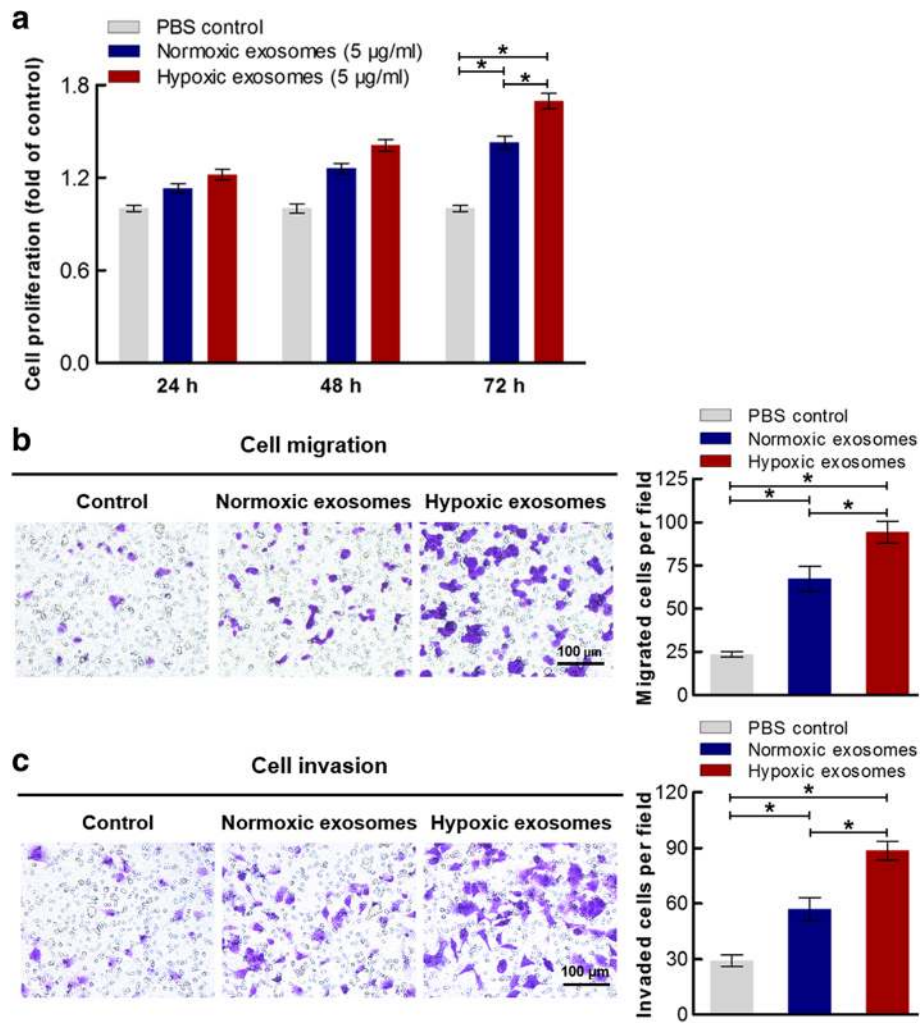 a
PBS control
Normoxic exosomes (5 µg/ml)
Hypoxic exosomes (5 µg/ml)
Cell proliferation (fold of control)
1.8
1.2
0.6
0.0
* * *
24 h 48 h 72 h
b
Cell migration
Control Normoxic exosomes Hypoxic exosomes
100 µm
PBS control
Normoxic exosomes
Hypoxic exosomes
Migrated cells per field
125
100
75
50
25
0
* * *
c
Cell invasion
Control Normoxic exosomes Hypoxic exosomes
100 µm
PBS control
Normoxic exosomes
Hypoxic exosomes
Invaded cells per field
120
90
60
30
0
* * *